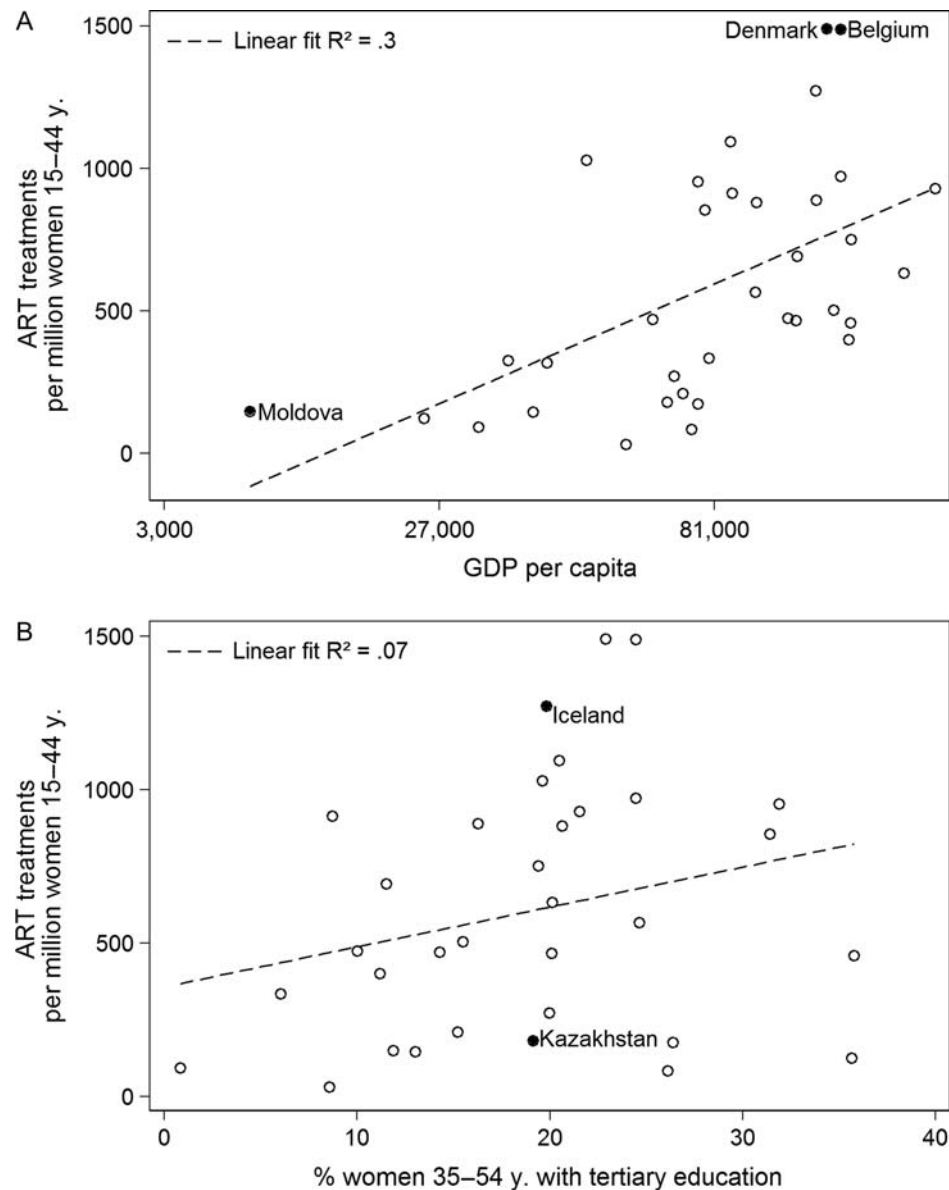 A
Linear fit R² = .3
Denmark
Belgium
1500
1000
500
0
ART treatments
per million women 15–44 y.
Moldova
3,000
27,000
81,000
GDP per capita
B
Linear fit R² = .07
1500
1000
500
0
ART treatments
per million women 15–44 y.
Iceland
Kazakhstan
0
10
20
30
40
% women 35–54 y. with tertiary education